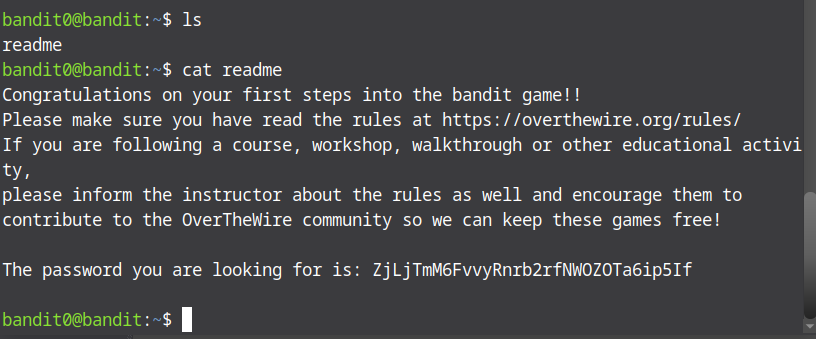 bandit0@bandit:~$ ls
readme
bandit0@bandit:~$ cat readme
Congratulations on your first steps into the bandit game!!
Please make sure you have read the rules at https://overthewire.org/rules/
If you are following a course, workshop, walkthrough or other educational activi
ty,
please inform the instructor about the rules as well and encourage them to
contribute to the OverTheWire community so we can keep these games free!

The password you are looking for is: ZjLjTmM6FvvyRnrb2rfNWOZOTa6ip5If

bandit0@bandit:~$